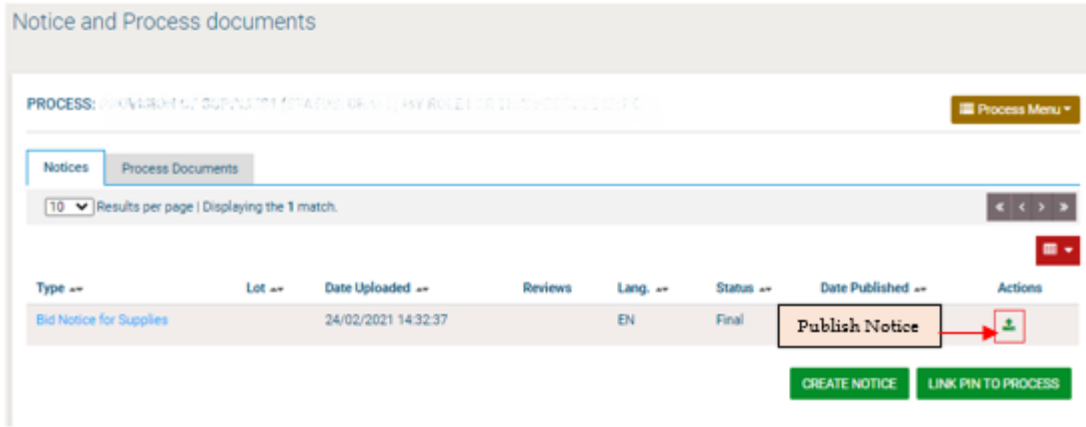 Notice and Process documents
PROCESS:
Process Menu
Notices Process Documents
10 Results per page | Displaying the 1 match.
« < > »
Type Lot Date Uploaded Reviews Lang. Status Date Published Actions
Bid Notice for Supplies 24/02/2021 14:32:37 EN Final Publish Notice
CREATE NOTICE LINK PIN TO PROCESS